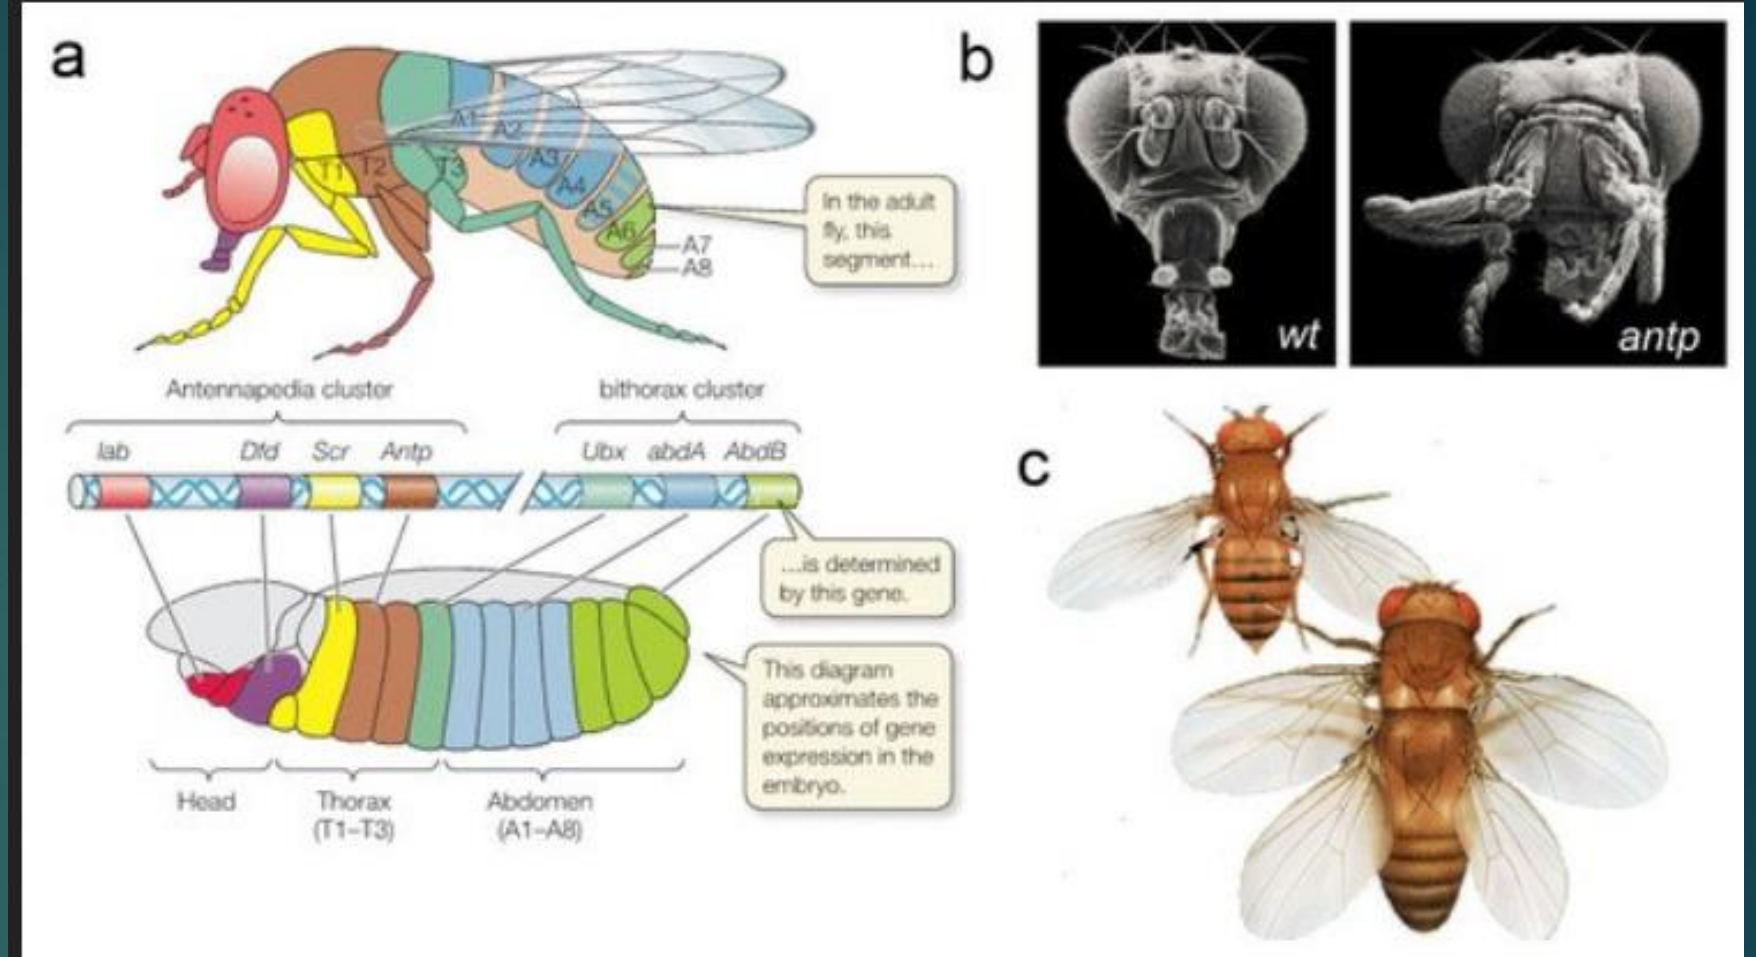 a
T1
T2
T3
A1
A2
A3
A4
A5
A6
A7
A8
In the adult
fly, this
segment...
Antennapedia cluster
bithorax cluster
lab
Dfd
Scr
Antp
Ubx
abdA
AbdB
...is determined
by this gene.
This diagram
approximates the
positions of gene
expression in the
embryo.
Head
Thorax
(T1–T3)
Abdomen
(A1–A8)
b
wt
antp
c